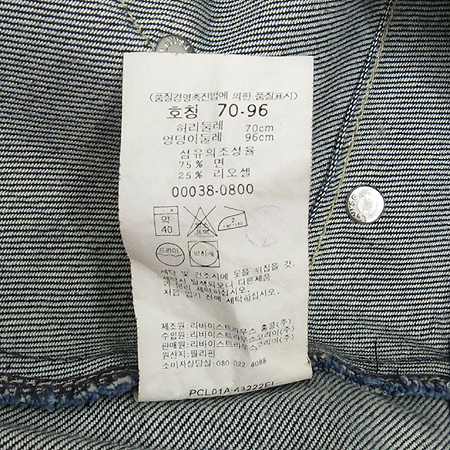 (품질경영촉진법에 의한 품질표시)
호칭 70-96
허리둘레 70cm
엉덩이둘레 96cm
섬유의조성율
75% 면
25% 리오셀
00038-0800
약
40
드라이
세탁 및 건조시에 옷을 뒤집을 것.
제조원: 리바이스트라우스 홍콩(주)
수입원: 리바이스트라우스코리아(주)
판매원: 리바이스트라우스코리아(주)
원산지: 필리핀
소비자상담실: 080-022-8088